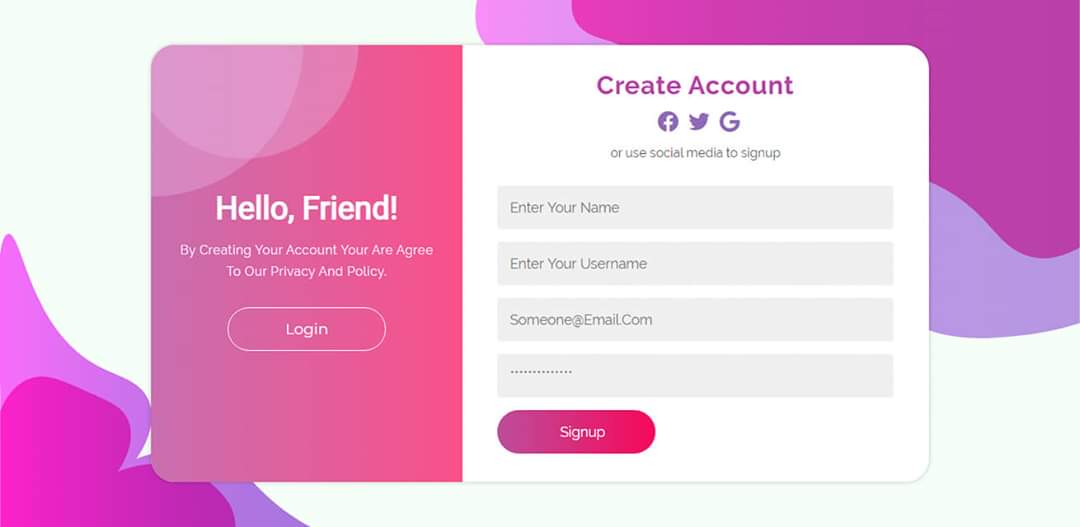 Hello, Friend!
By Creating Your Account Your Are Agree
To Our Privacy And Policy.
Login
Create Account
or use social media to signup
Enter Your Name
Enter Your Username
Someone@Email.Com
**************
Signup